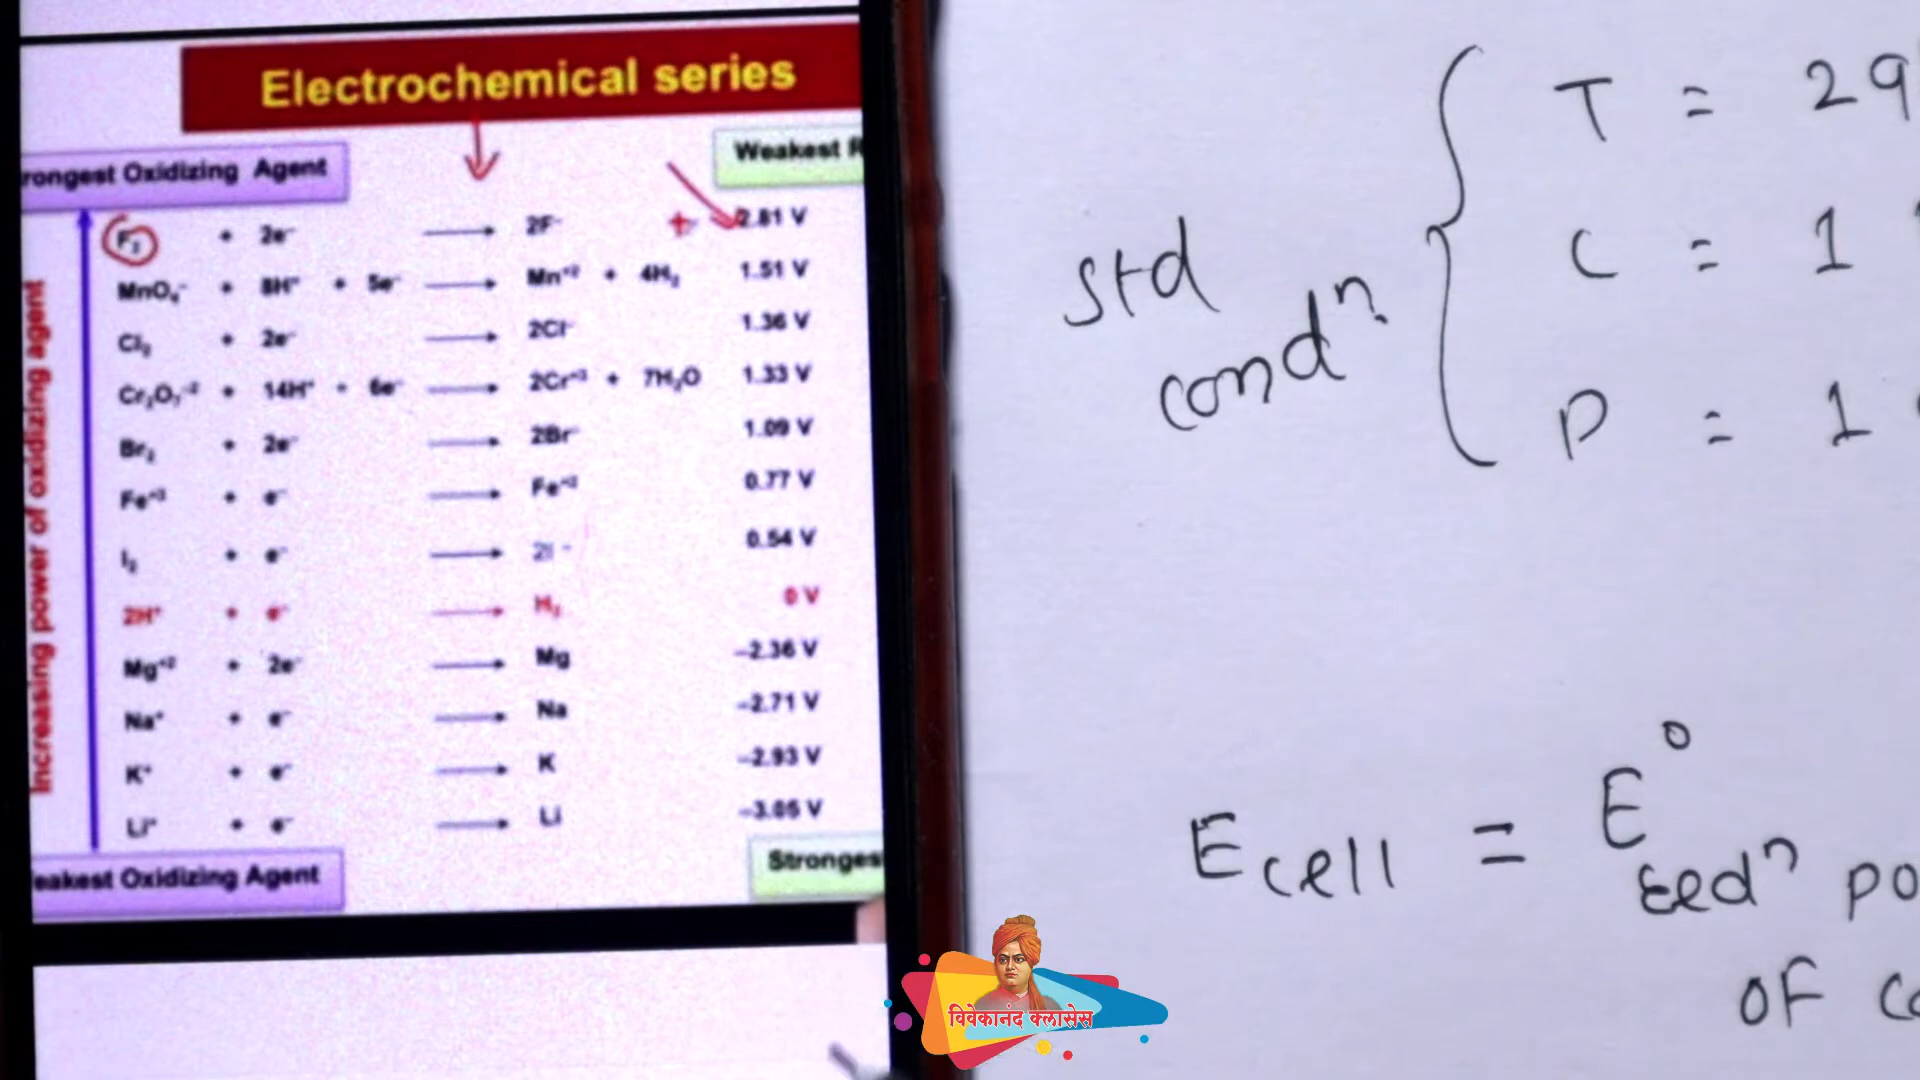 Electrochemical series
rongest Oxidizing Agent
Weakest R
Increasing power of oxidizing agent
F₂ + 2e⁻ → 2F⁻ + 2.81 V
MnO₄⁻ + 8H⁺ + 5e⁻ → Mn⁺² + 4H₂ 1.51 V
Cl₂ + 2e⁻ → 2Cl⁻ 1.36 V
Cr₂O₇⁻² + 14H⁺ + 6e⁻ → 2Cr⁺³ + 7H₂O 1.33 V
Br₂ + 2e⁻ → 2Br⁻ 1.09 V
Fe⁺³ + e⁻ → Fe⁺² 0.77 V
I₂ + e⁻ → 2I⁻ 0.54 V
2H⁺ + e⁻ → H₂ 0 V
Mg⁺² + 2e⁻ → Mg –2.36 V
Na⁺ + e⁻ → Na –2.71 V
K⁺ + e⁻ → K –2.93 V
Li⁺ + e⁻ → Li –3.05 V
eakest Oxidizing Agent
Stronges
Std condⁿ.
T = 29
C = 1
P = 1
E cell = E° redⁿ po
OF co
विवेकानंद क्लासेस